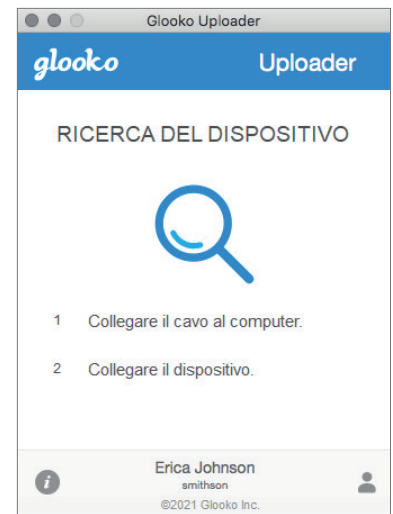 Glooko Uploader
glooko Uploader
RICERCA DEL DISPOSITIVO
1 Collegare il cavo al computer.
2 Collegare il dispositivo.
i
Erica Johnson
smithson
©2021 Glooko Inc.